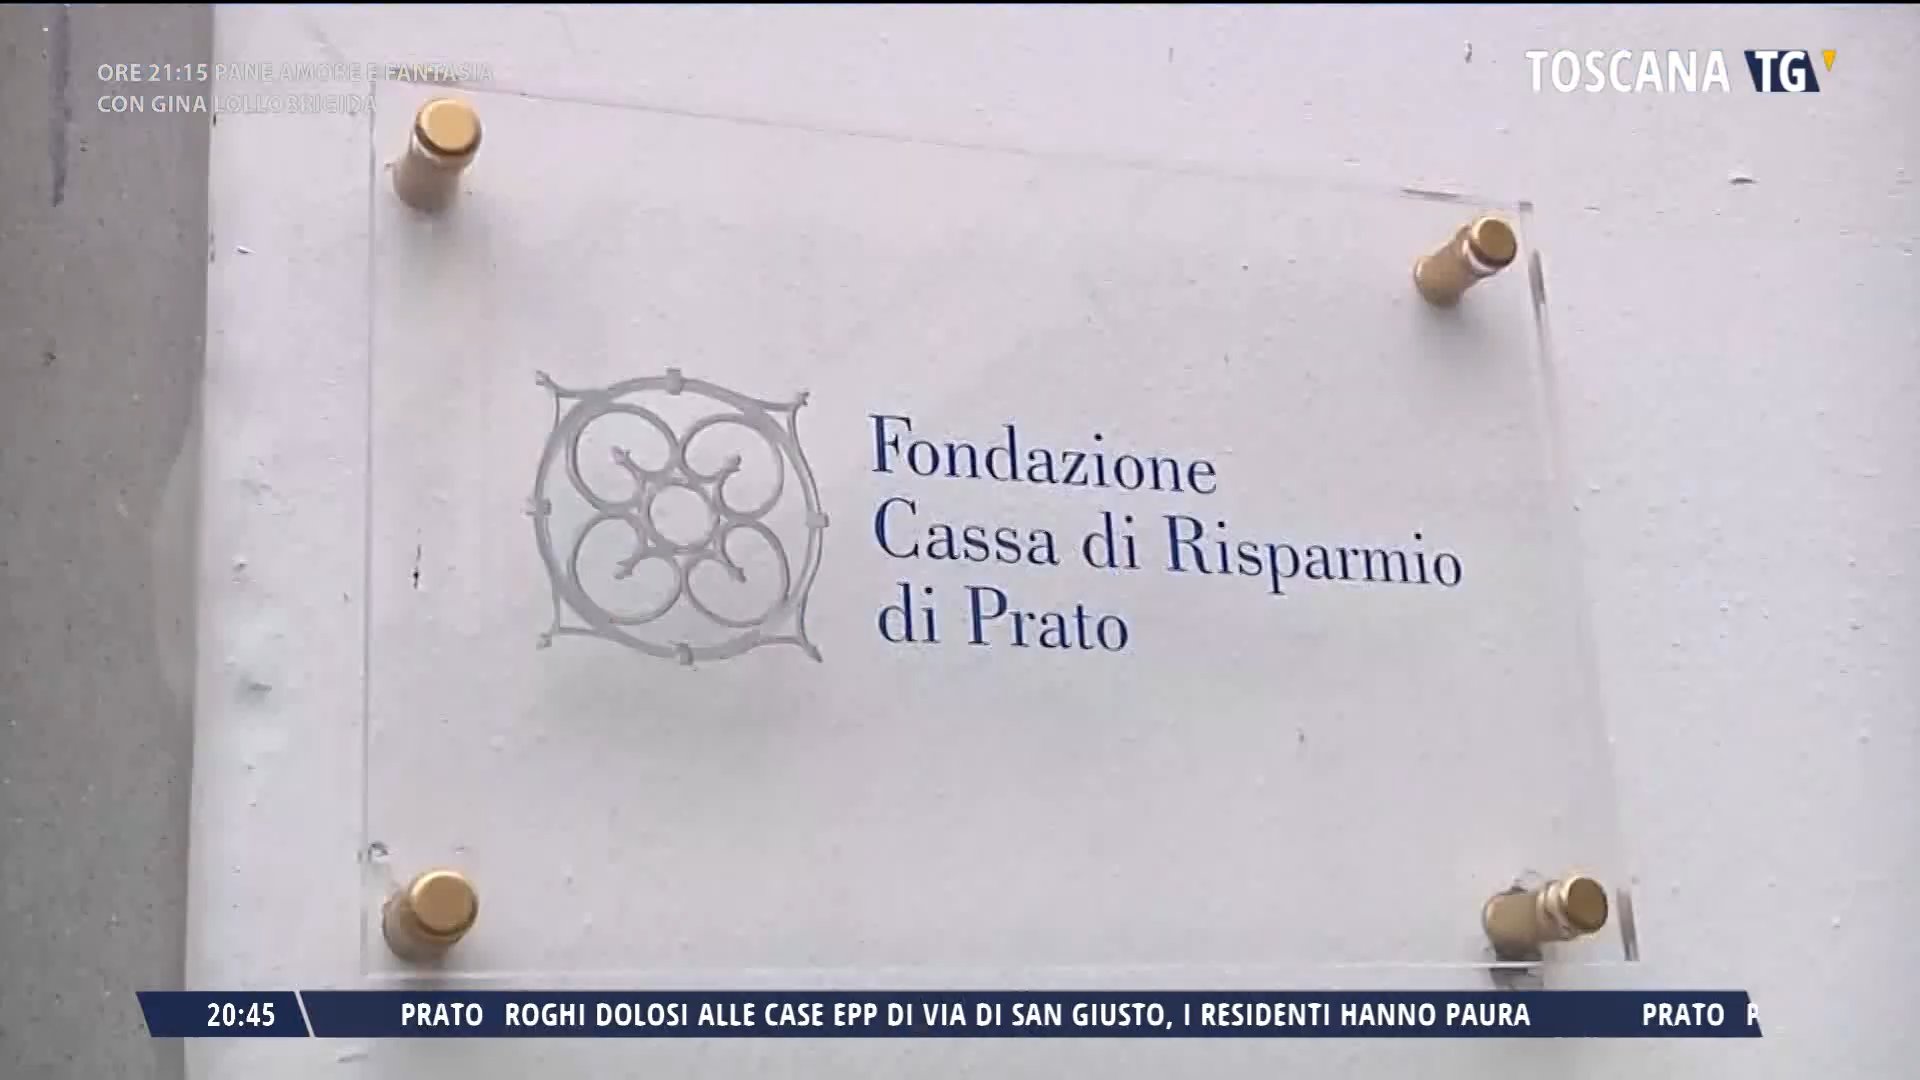 ORE 21:15 PANE AMORE E FANTASIA
CON GINA LOLLOBRIGIDA
TOSCANA TG
Fondazione
Cassa di Risparmio
di Prato
20:45 PRATO ROGHI DOLOSI ALLE CASE EPP DI VIA DI SAN GIUSTO, I RESIDENTI HANNO PAURA PRATO